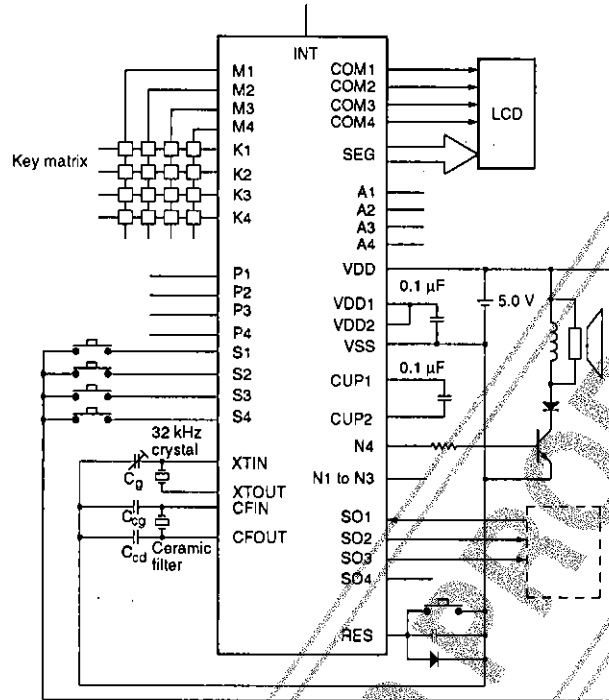 INT
M1
M2
M3
M4
Key matrix
K1
K2
K3
K4
P1
P2
P3
P4
S1
S2
S3
S4
32 kHz
crystal
Cg
XTIN
XTOUT
Ccg
CFIN
Ccd
Ceramic
filter
CFOUT
COM1
COM2
COM3
COM4
LCD
SEG
A1
A2
A3
A4
VDD
0.1 μF
5.0 V
VDD1
VDD2
VSS
0.1 μF
CUP1
CUP2
N4
N1 to N3
SO1
SO2
SO3
SO4
RES